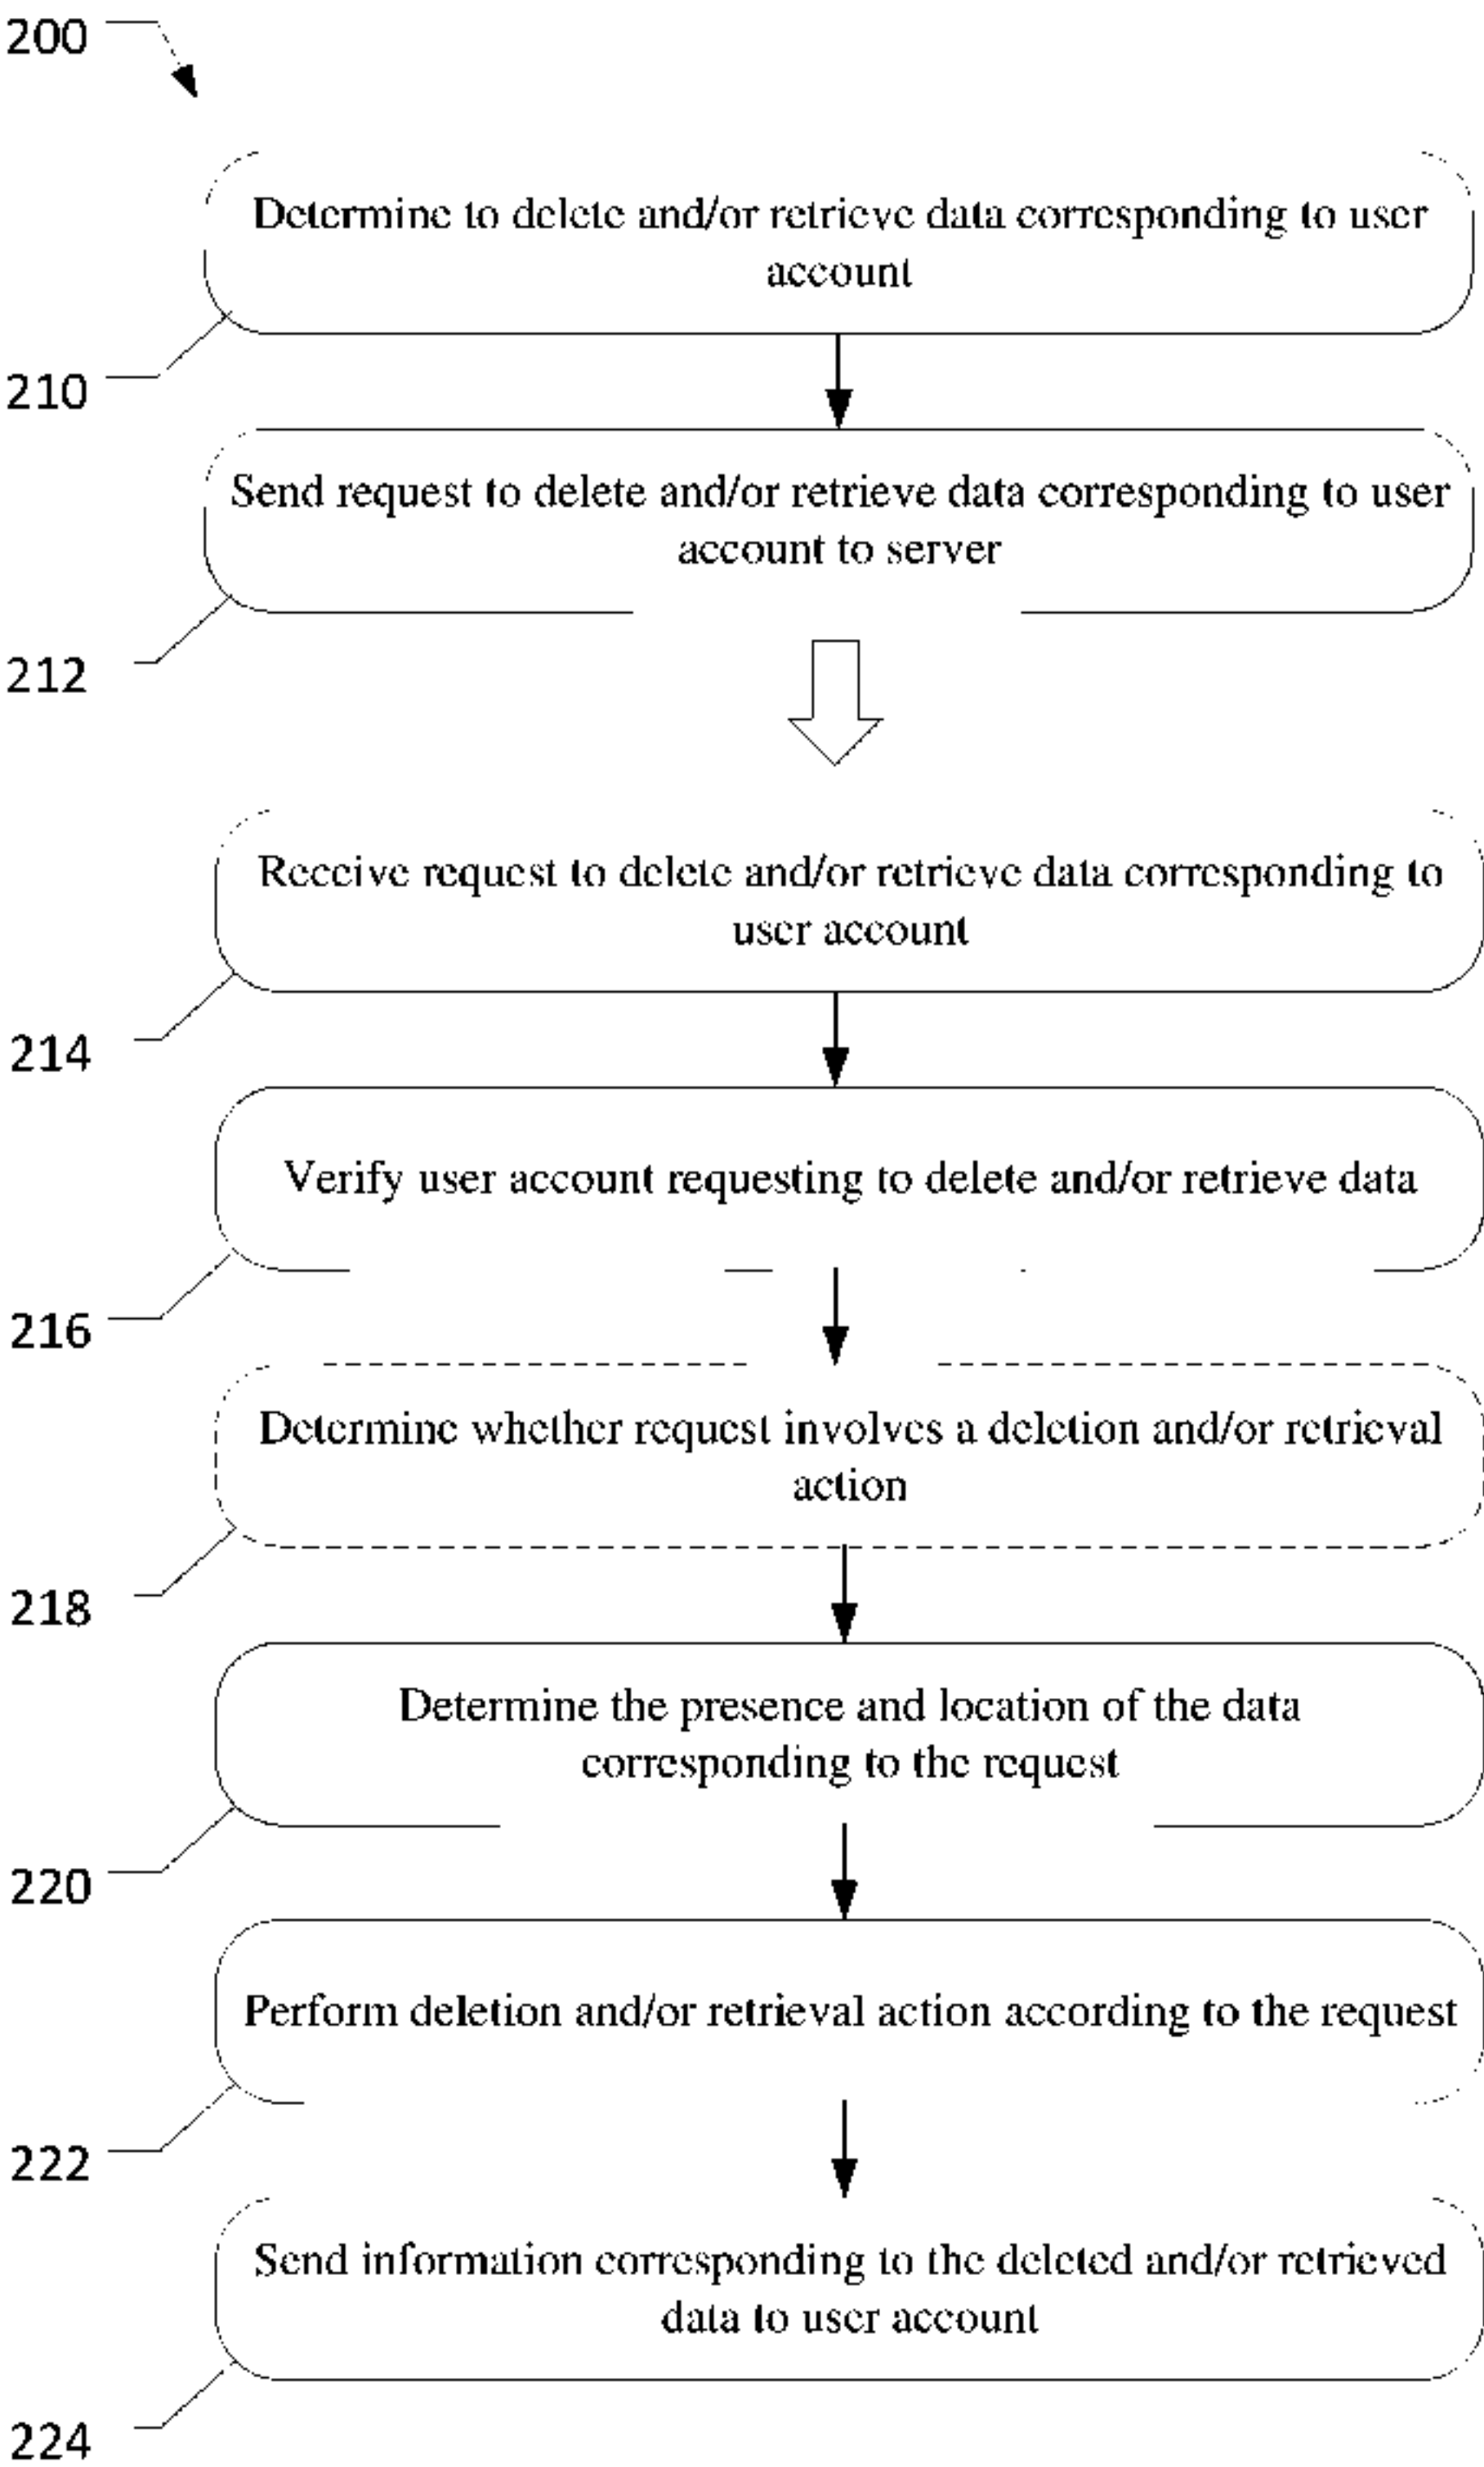 200
Determine to delete and/or retrieve data corresponding to user
account
210
Send request to delete and/or retrieve data corresponding to user
account to server
212
Receive request to delete and/or retrieve data corresponding to
user account
214
Verify user account requesting to delete and/or retrieve data
216
Determine whether request involves a deletion and/or retrieval
action
218
Determine the presence and location of the data
corresponding to the request
220
Perform deletion and/or retrieval action according to the request
222
Send information corresponding to the deleted and/or retrieved
data to user account
224